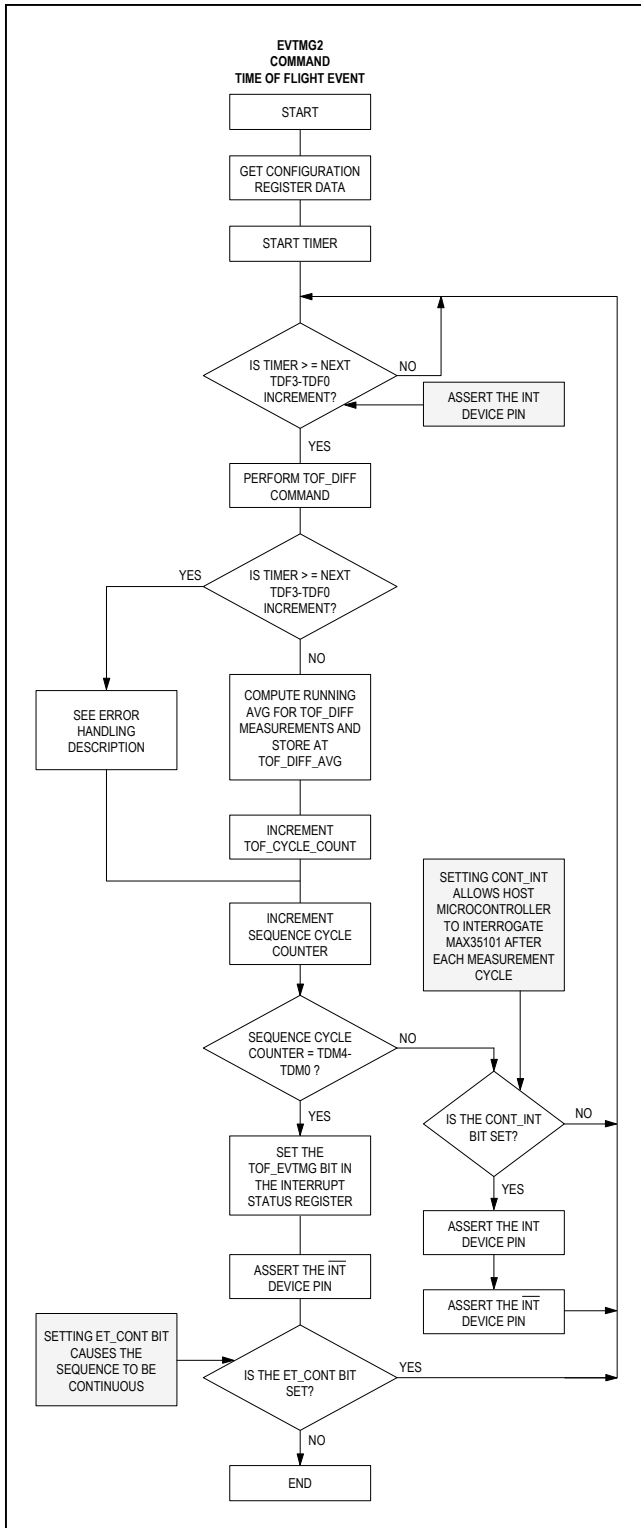 EVTMG2
COMMAND
TIME OF FLIGHT EVENT
START
GET CONFIGURATION
REGISTER DATA
START TIMER
IS TIMER > = NEXT
TDF3-TDF0
INCREMENT?
NO
ASSERT THE INT
DEVICE PIN
YES
PERFORM TOF_DIFF
COMMAND
YES
IS TIMER > = NEXT
TDF3-TDF0
INCREMENT?
NO
SEE ERROR
HANDLING
DESCRIPTION
COMPUTE RUNNING
AVG FOR TOF_DIFF
MEASUREMENTS AND
STORE AT
TOF_DIFF_AVG
INCREMENT
TOF_CYCLE_COUNT
SETTING CONT_INT
ALLOWS HOST
MICROCONTROLLER
TO INTERROGATE
MAX35101 AFTER
EACH MEASUREMENT
CYCLE
INCREMENT
SEQUENCE CYCLE
COUNTER
SEQUENCE CYCLE
COUNTER = TDM4-
TDM0 ?
NO
YES
IS THE CONT_INT
BIT SET?
NO
YES
SET THE
TOF_EVTMG BIT IN
THE INTERRUPT
STATUS REGISTER
ASSERT THE INT
DEVICE PIN
ASSERT THE I̅N̅T̅
DEVICE PIN
ASSERT THE I̅N̅T̅
DEVICE PIN
SETTING ET_CONT BIT
CAUSES THE
SEQUENCE TO BE
CONTINUOUS
IS THE ET_CONT BIT
SET?
YES
NO
END